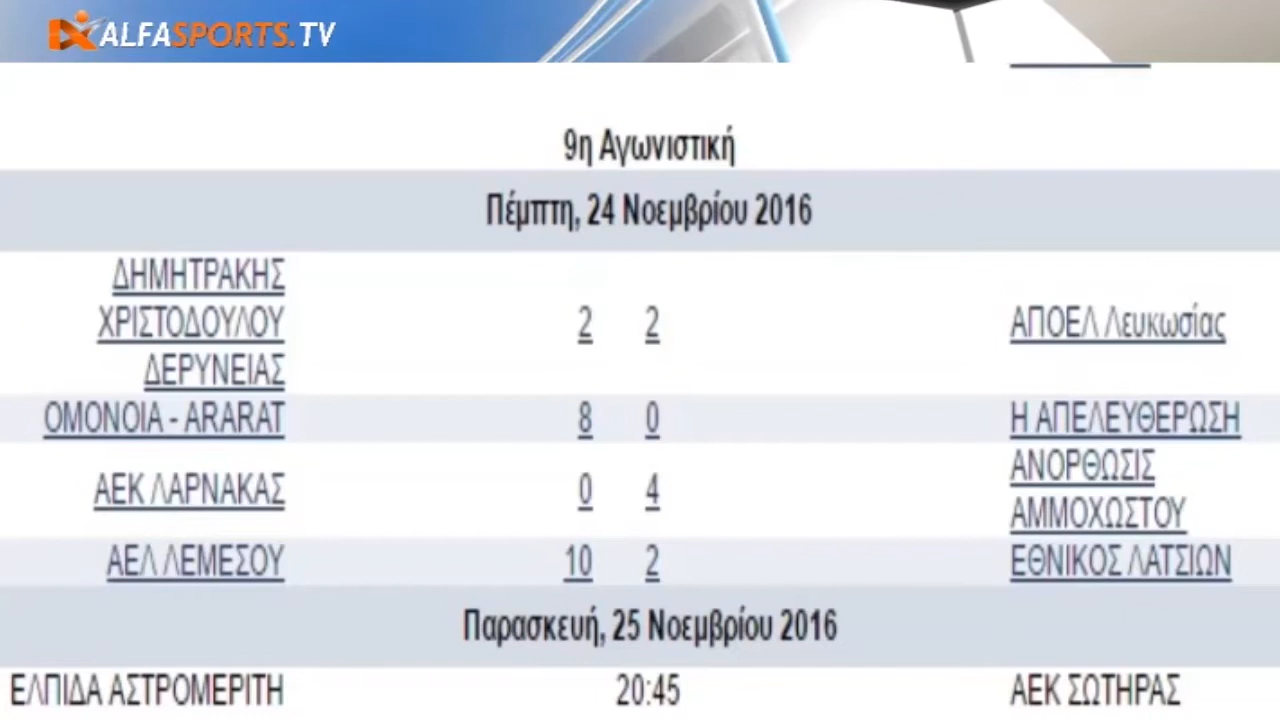 ALFASPORTS.TV
9η Αγωνιστική
Πέμπτη, 24 Νοεμβρίου 2016
ΔΗΜΗΤΡΑΚΗΣ
ΧΡΙΣΤΟΔΟΥΛΟΥ 2 2 ΑΠΟΕΛ Λευκωσίας
ΔΕΡΥΝΕΙΑΣ
ΟΜΟΝΟΙΑ - ARARAT 8 0 Η ΑΠΕΛΕΥΘΕΡΩΣΗ
ΑΕΚ ΛΑΡΝΑΚΑΣ 0 4 ΑΝΟΡΘΩΣΙΣ
ΑΜΜΟΧΩΣΤΟΥ
ΑΕΛ ΛΕΜΕΣΟΥ 10 2 ΕΘΝΙΚΟΣ ΛΑΤΣΙΩΝ
Παρασκευή, 25 Νοεμβρίου 2016
ΕΛΠΙΔΑ ΑΣΤΡΟΜΕΡΙΤΗ 20:45 ΑΕΚ ΣΩΤΗΡΑΣ